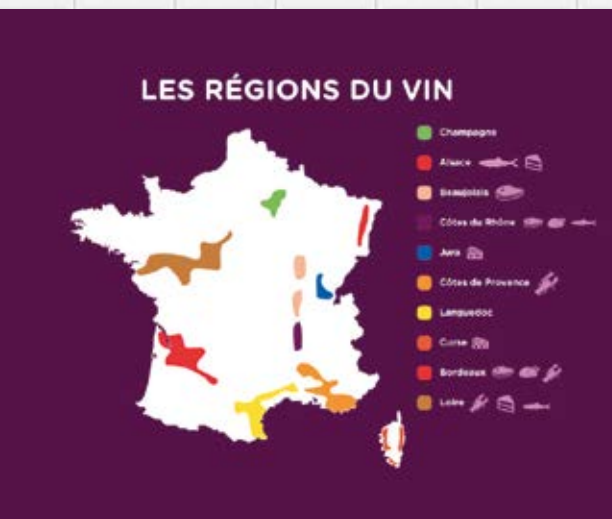 LES RÉGIONS DU VIN
Champagne
Alsace
Beaujolais
Côtes du Rhône
Jura
Côtes de Provence
Languedoc
Corse
Bordeaux
Loire